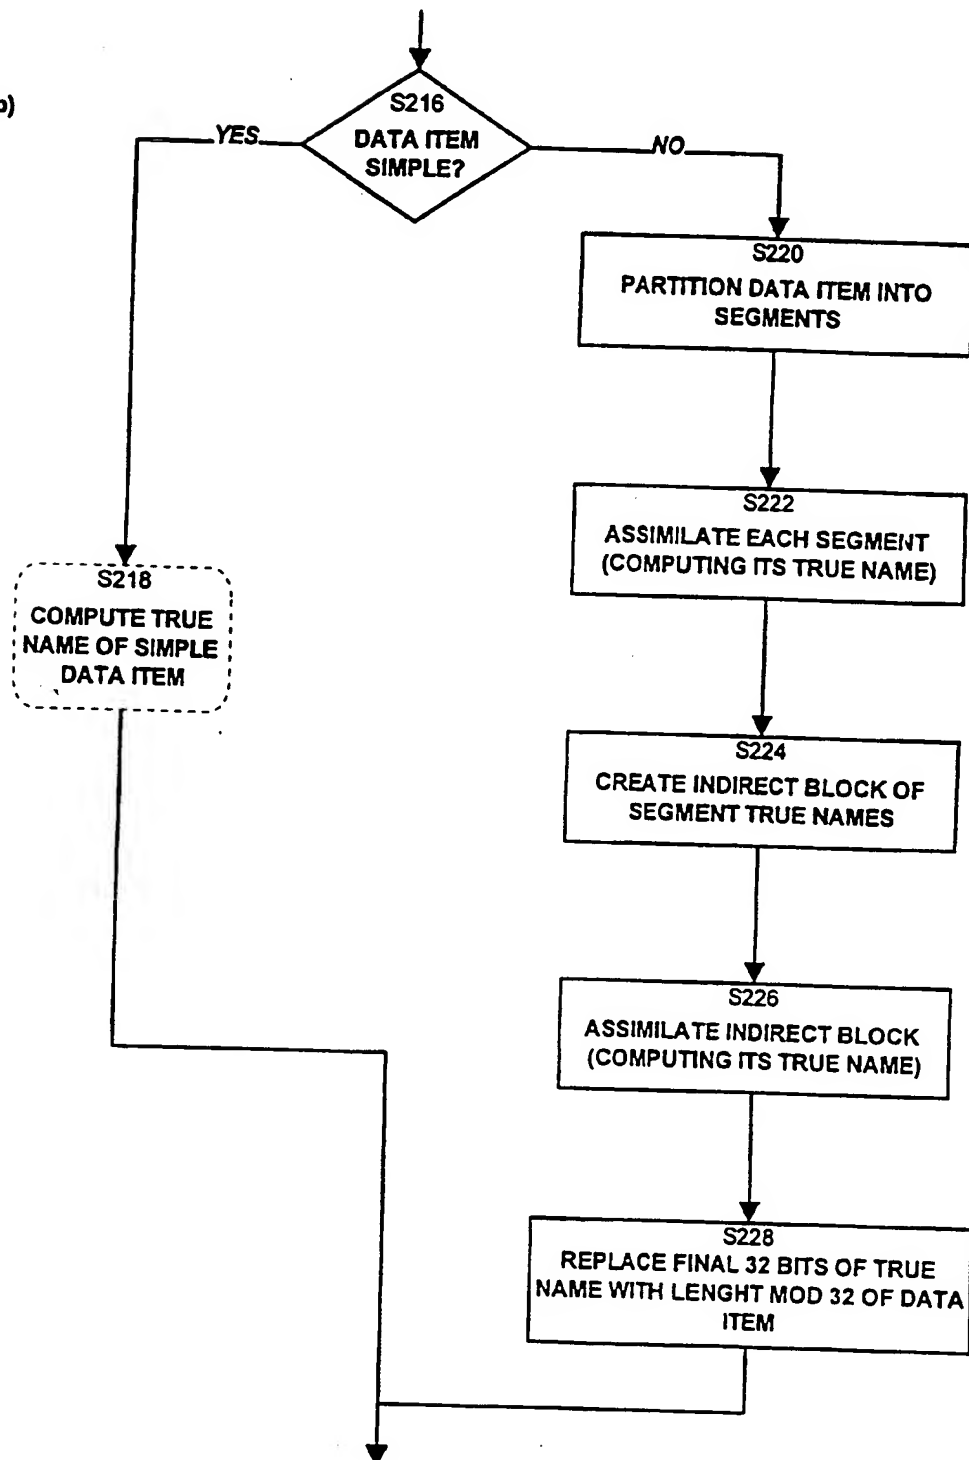 b)
S216
DATA ITEM
SIMPLE?
YES
NO
S220
PARTITION DATA ITEM INTO
SEGMENTS
S222
ASSIMILATE EACH SEGMENT
(COMPUTING ITS TRUE NAME)
S218
COMPUTE TRUE
NAME OF SIMPLE
DATA ITEM
S224
CREATE INDIRECT BLOCK OF
SEGMENT TRUE NAMES
S226
ASSIMILATE INDIRECT BLOCK
(COMPUTING ITS TRUE NAME)
S228
REPLACE FINAL 32 BITS OF TRUE
NAME WITH LENGHT MOD 32 OF DATA
ITEM